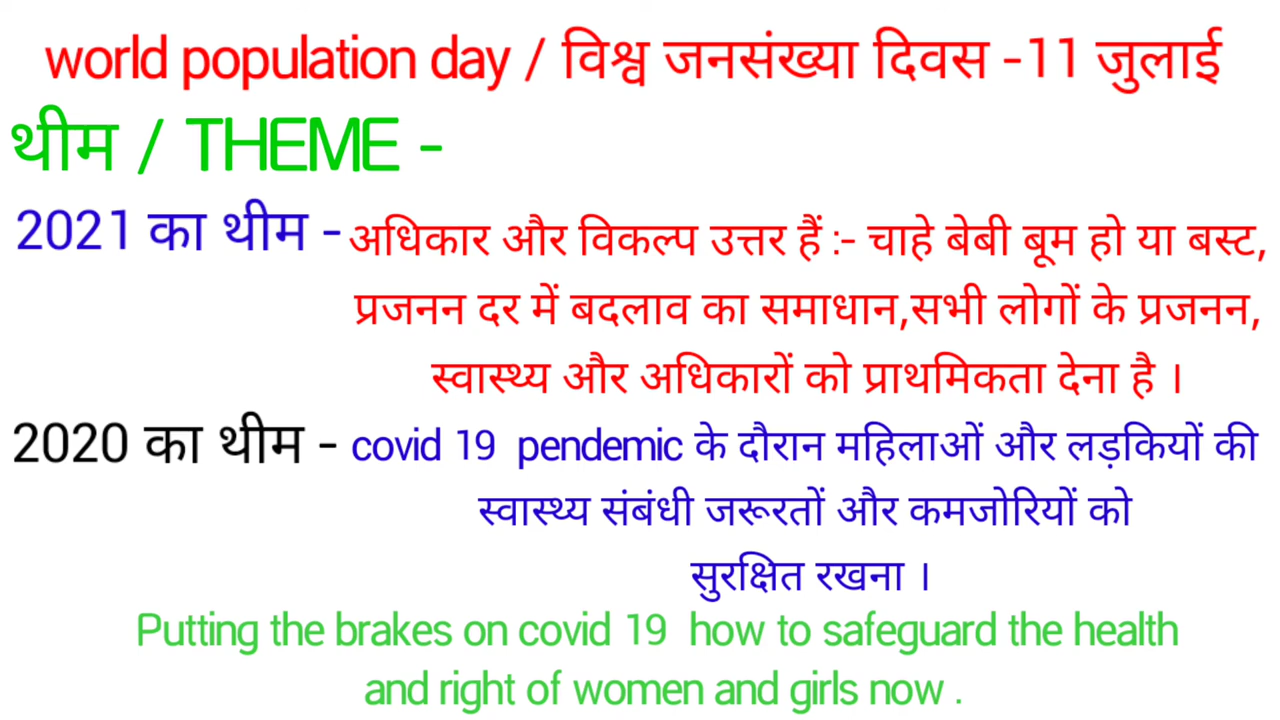 world population day / विश्व जनसंख्या दिवस -11 जुलाई
थीम / THEME -
2021 का थीम - अधिकार और विकल्प उत्तर हैं :- चाहे बेबी बूम हो या बस्ट,
प्रजनन दर में बदलाव का समाधान,सभी लोगों के प्रजनन,
स्वास्थ्य और अधिकारों को प्राथमिकता देना है ।
2020 का थीम - covid 19 pendemic के दौरान महिलाओं और लड़कियों की
स्वास्थ्य संबंधी जरूरतों और कमजोरियों को
सुरक्षित रखना ।
Putting the brakes on covid 19 how to safeguard the health
and right of women and girls now .